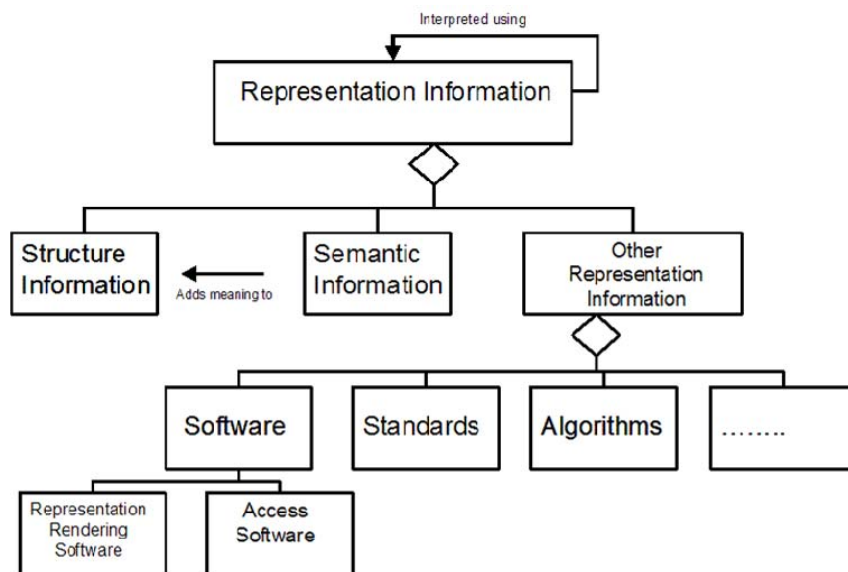 Interpreted using
Representation Information
Structure
Information
Adds meaning to
Semantic
Information
Other
Representation
Information
Software
Standards
Algorithms
........
Representation
Rendering
Software
Access
Software